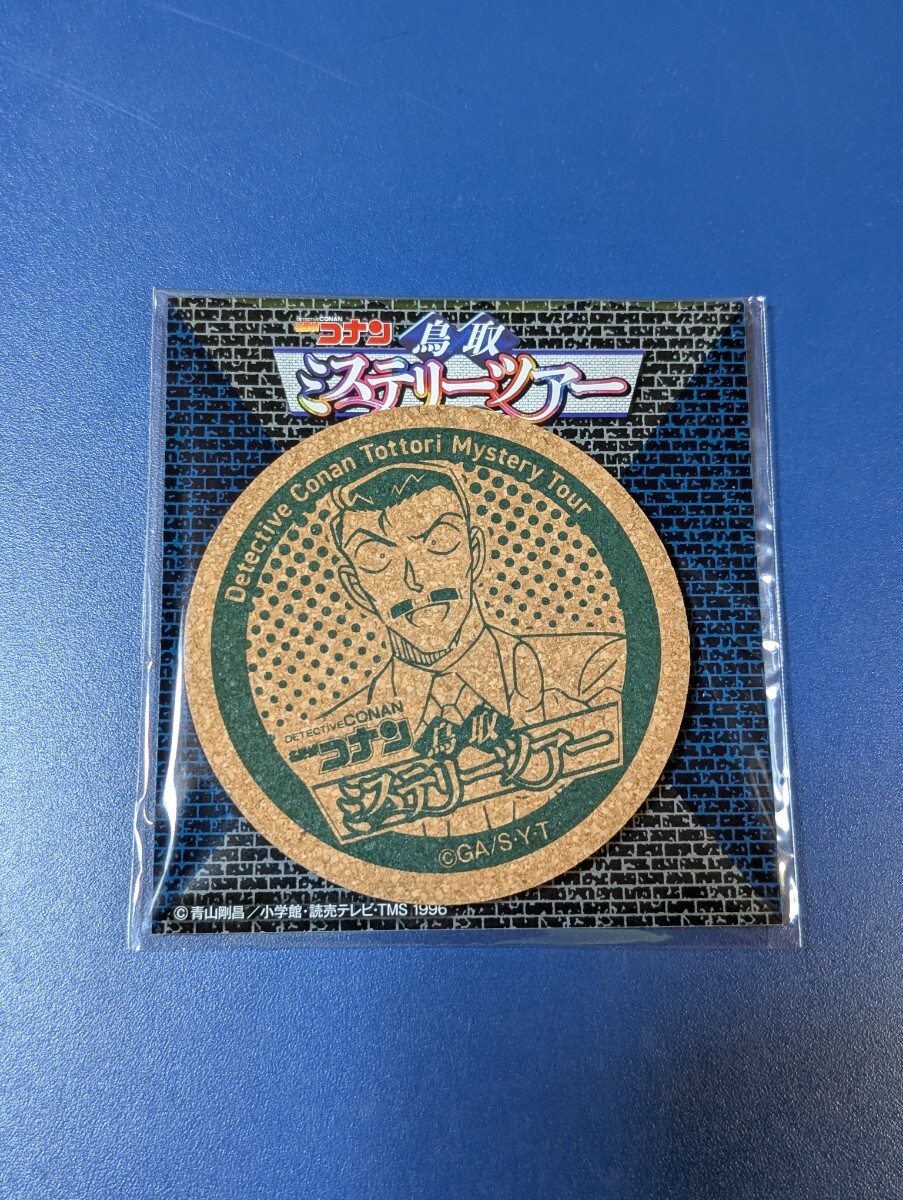 DETECTIVE CONAN
名探偵コナン 鳥取
ミステリーツアー
Detective Conan Tottori Mystery Tour
DETECTIVE CONAN
名探偵コナン 鳥取
ミステリーツアー
©GA/S·Y·T
©青山剛昌／小学館・読売テレビ・TMS 1996